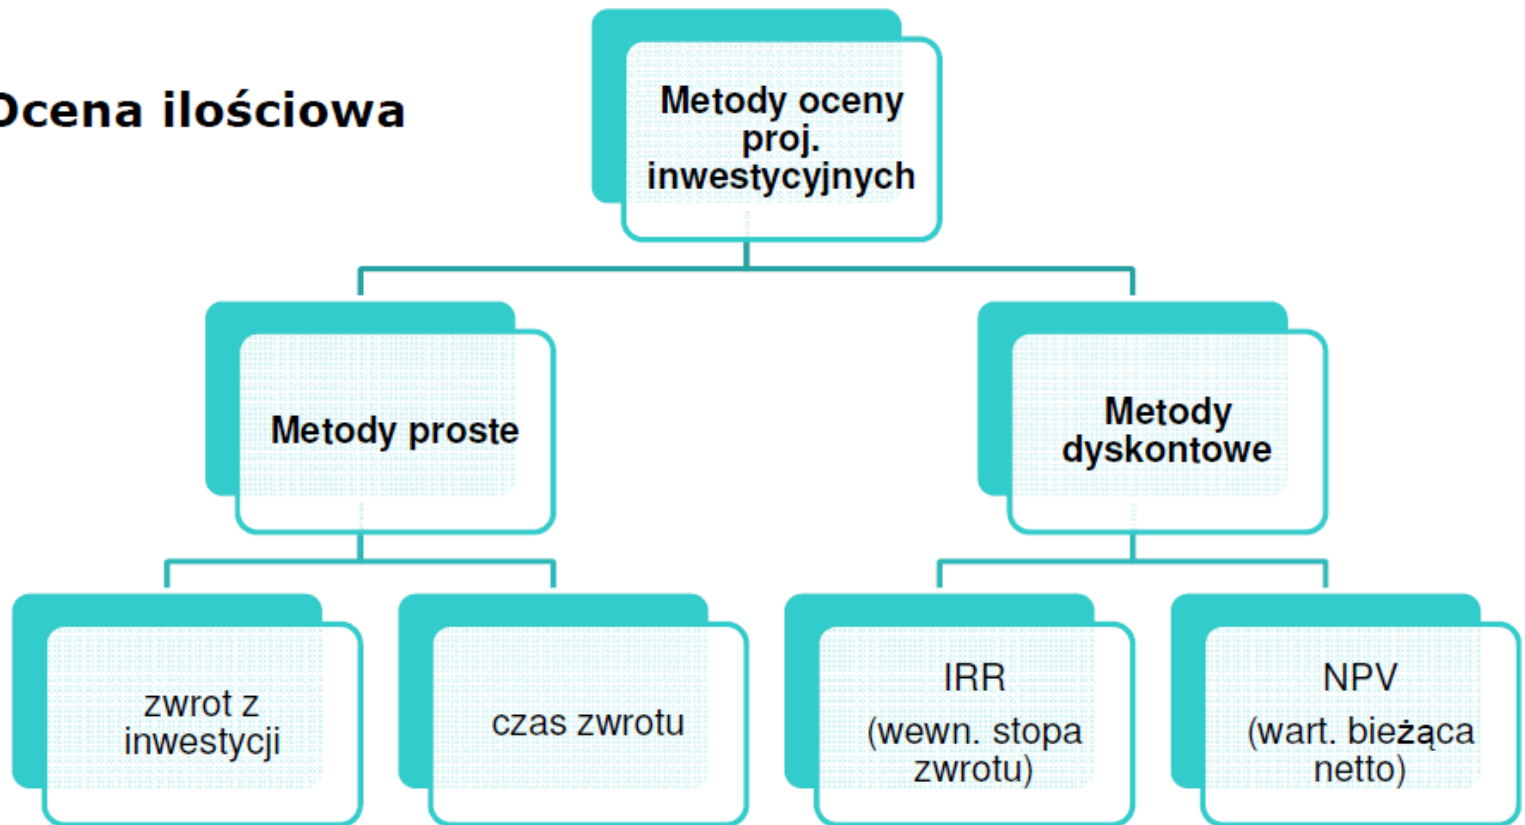 Ocena ilościowa
Metody oceny
proj.
inwestycyjnych
Metody proste
Metody
dyskontowe
zwrot z
inwestycji
czas zwrotu
IRR
(wewn. stopa
zwrotu)
NPV
(wart. bieżąca
netto)